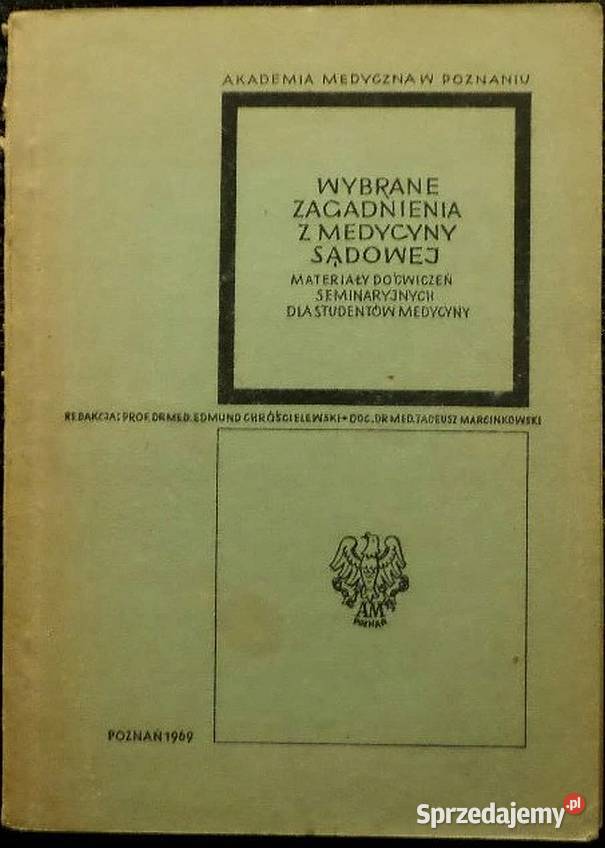 AKADEMIA MEDYCZNA W POZNANIU
WYBRANE
ZAGADNIENIA
Z MEDYCYNY
SĄDOWEJ
MATERIAŁY DO ĆWICZEŃ
SEMINARYJNYCH
DLA STUDENTÓW MEDYCYNY
REDAKCJA: PROF. DR MED. EDMUND CHRÓŚCIELEWSKI • DOC. DR MED. TADEUSZ MARCINKOWSKI
AM
POZNAŃ
POZNAŃ 1969
Sprzedajemy.pl